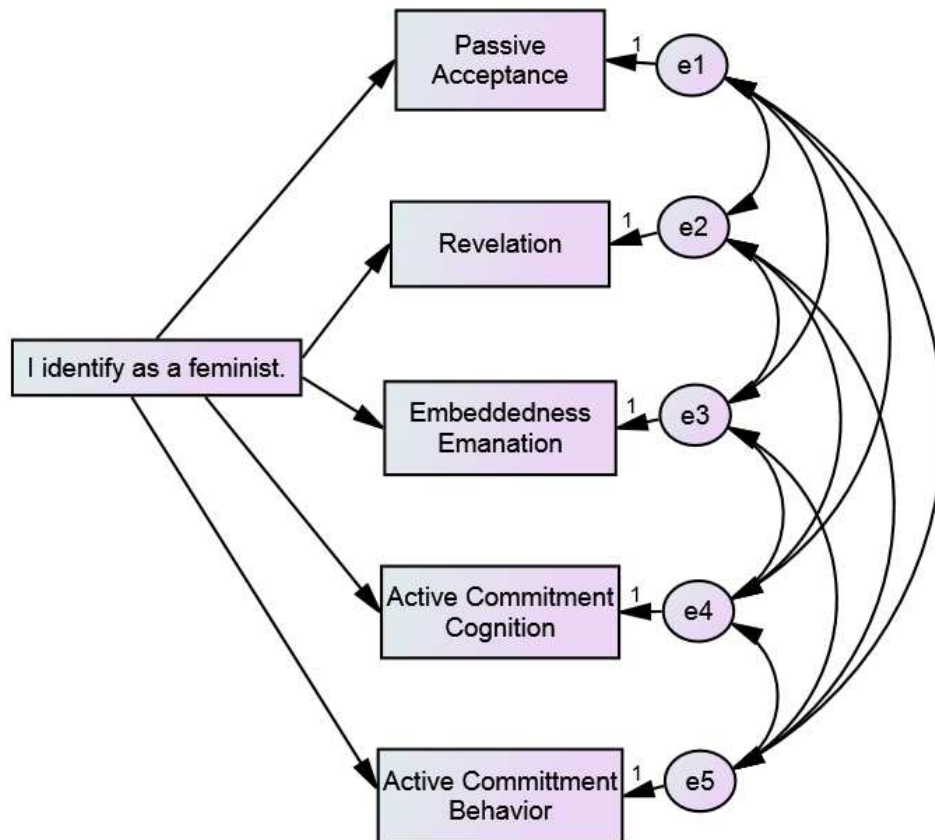 Passive
Acceptance
1
e1
Revelation
1
e2
I identify as a feminist.
Embeddedness
Emanation
1
e3
Active Commitment
Cognition
1
e4
Active Committment
Behavior
1
e5